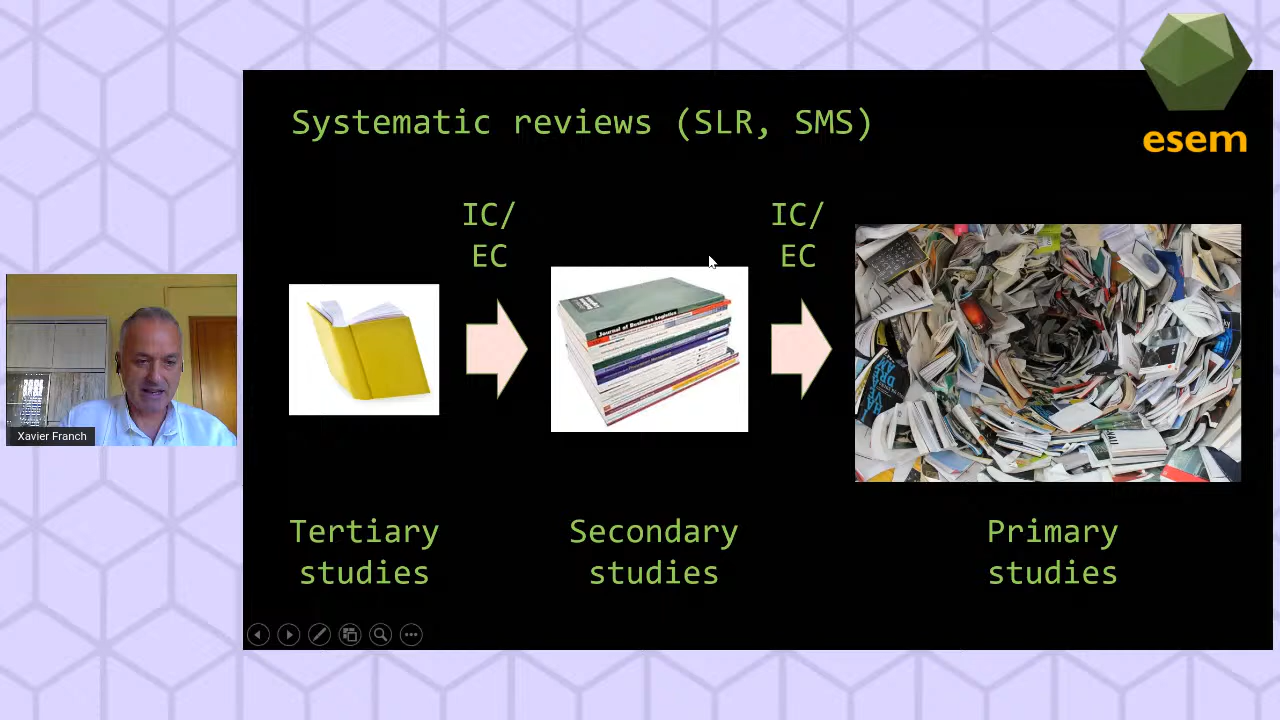 Systematic reviews (SLR, SMS)
esem
IC/
EC
IC/
EC
Journal of Business Logistics
Xavier Franch
Tertiary
studies
Secondary
studies
Primary
studies